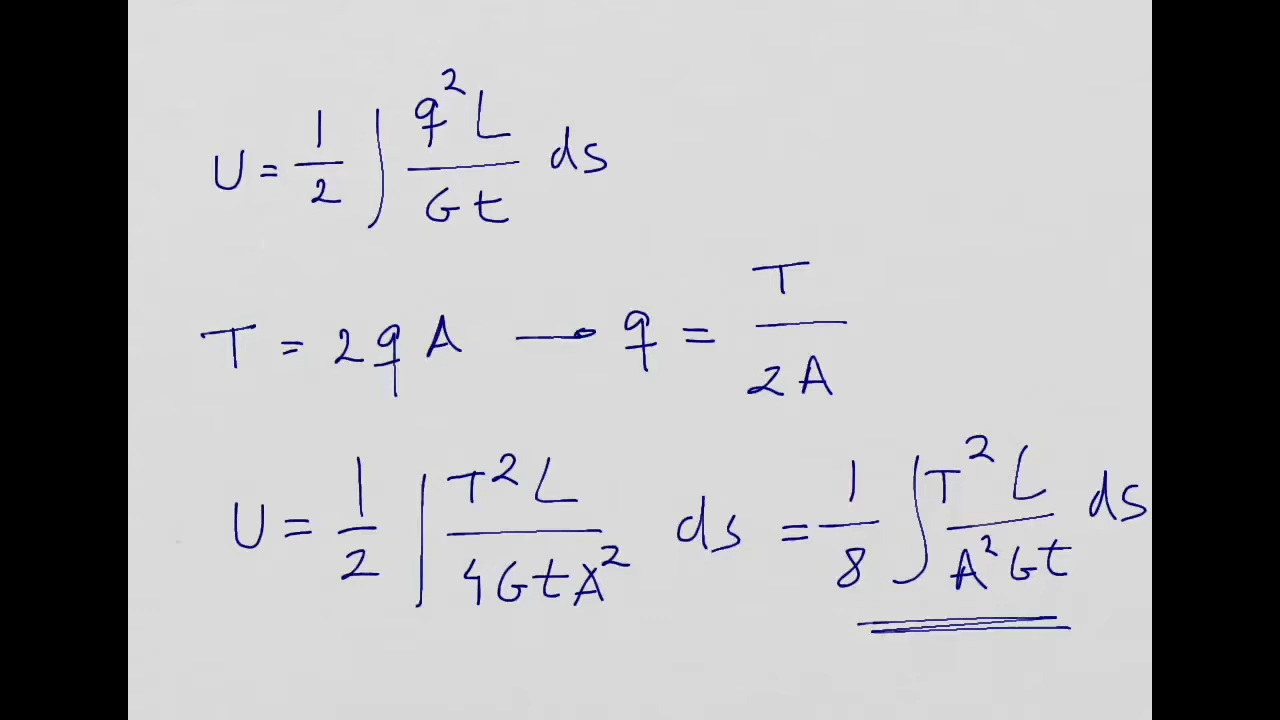 U = 1/2 ∫ q²L/Gt ds
T = 2qA → q = T/2A
U = 1/2 ∫ T²L/4GtA² ds = 1/8 ∫ T²L/A²Gt ds